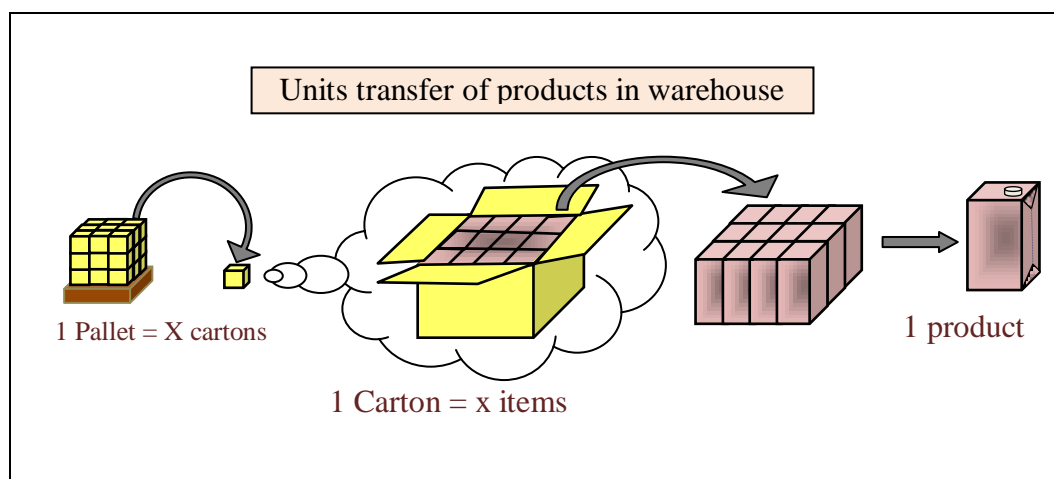 Units transfer of products in warehouse
1 Pallet = X cartons
1 product
1 Carton = x items